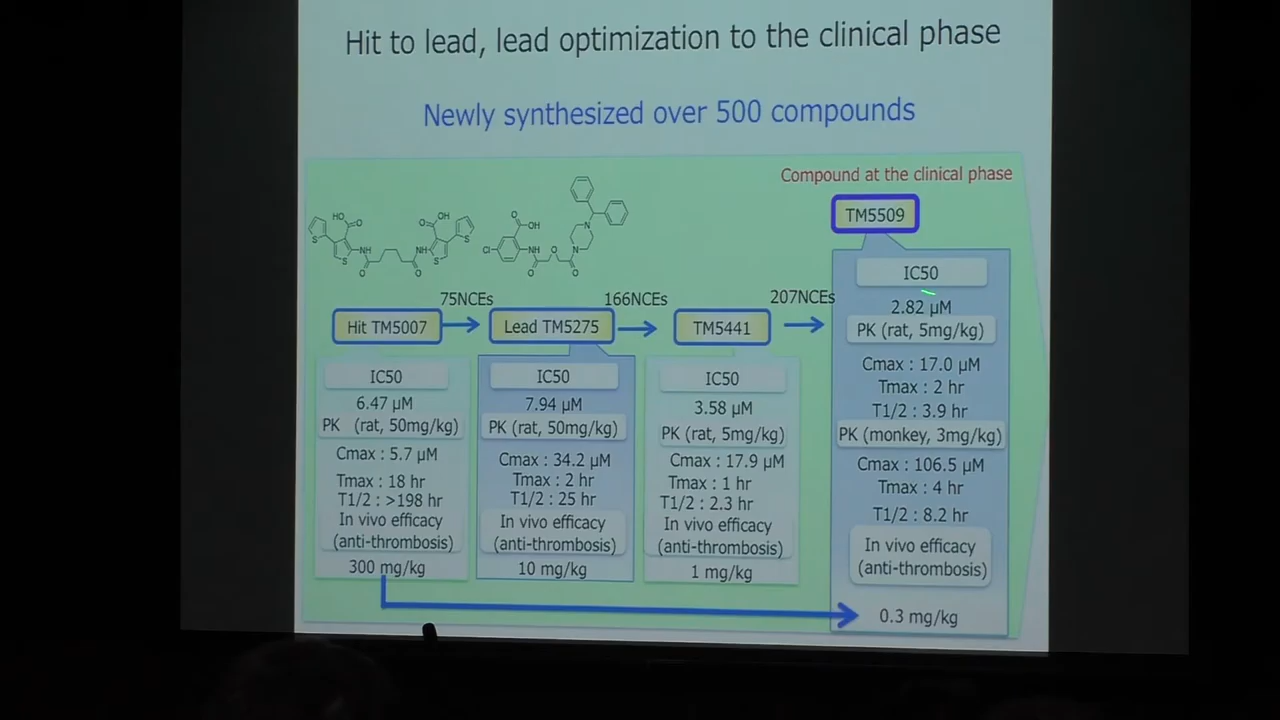 Hit to lead, lead optimization to the clinical phase
Newly synthesized over 500 compounds
Compound at the clinical phase
TM5509
HO
O
OH
O
S
S
S
S
NH
NH
O
O
O
OH
Cl
NH
O
O
O
N
N
75NCEs
166NCEs
207NCEs
Hit TM5007
Lead TM5275
TM5441
IC50
6.47 µM
PK (rat, 50mg/kg)
Cmax : 5.7 µM
Tmax : 18 hr
T1/2 : >198 hr
In vivo efficacy
(anti-thrombosis)
300 mg/kg
IC50
7.94 µM
PK (rat, 50mg/kg)
Cmax : 34.2 µM
Tmax : 2 hr
T1/2 : 25 hr
In vivo efficacy
(anti-thrombosis)
10 mg/kg
IC50
3.58 µM
PK (rat, 5mg/kg)
Cmax : 17.9 µM
Tmax : 1 hr
T1/2 : 2.3 hr
In vivo efficacy
(anti-thrombosis)
1 mg/kg
IC50
2.82 µM
PK (rat, 5mg/kg)
Cmax : 17.0 µM
Tmax : 2 hr
T1/2 : 3.9 hr
PK (monkey, 3mg/kg)
Cmax : 106.5 µM
Tmax : 4 hr
T1/2 : 8.2 hr
In vivo efficacy
(anti-thrombosis)
0.3 mg/kg